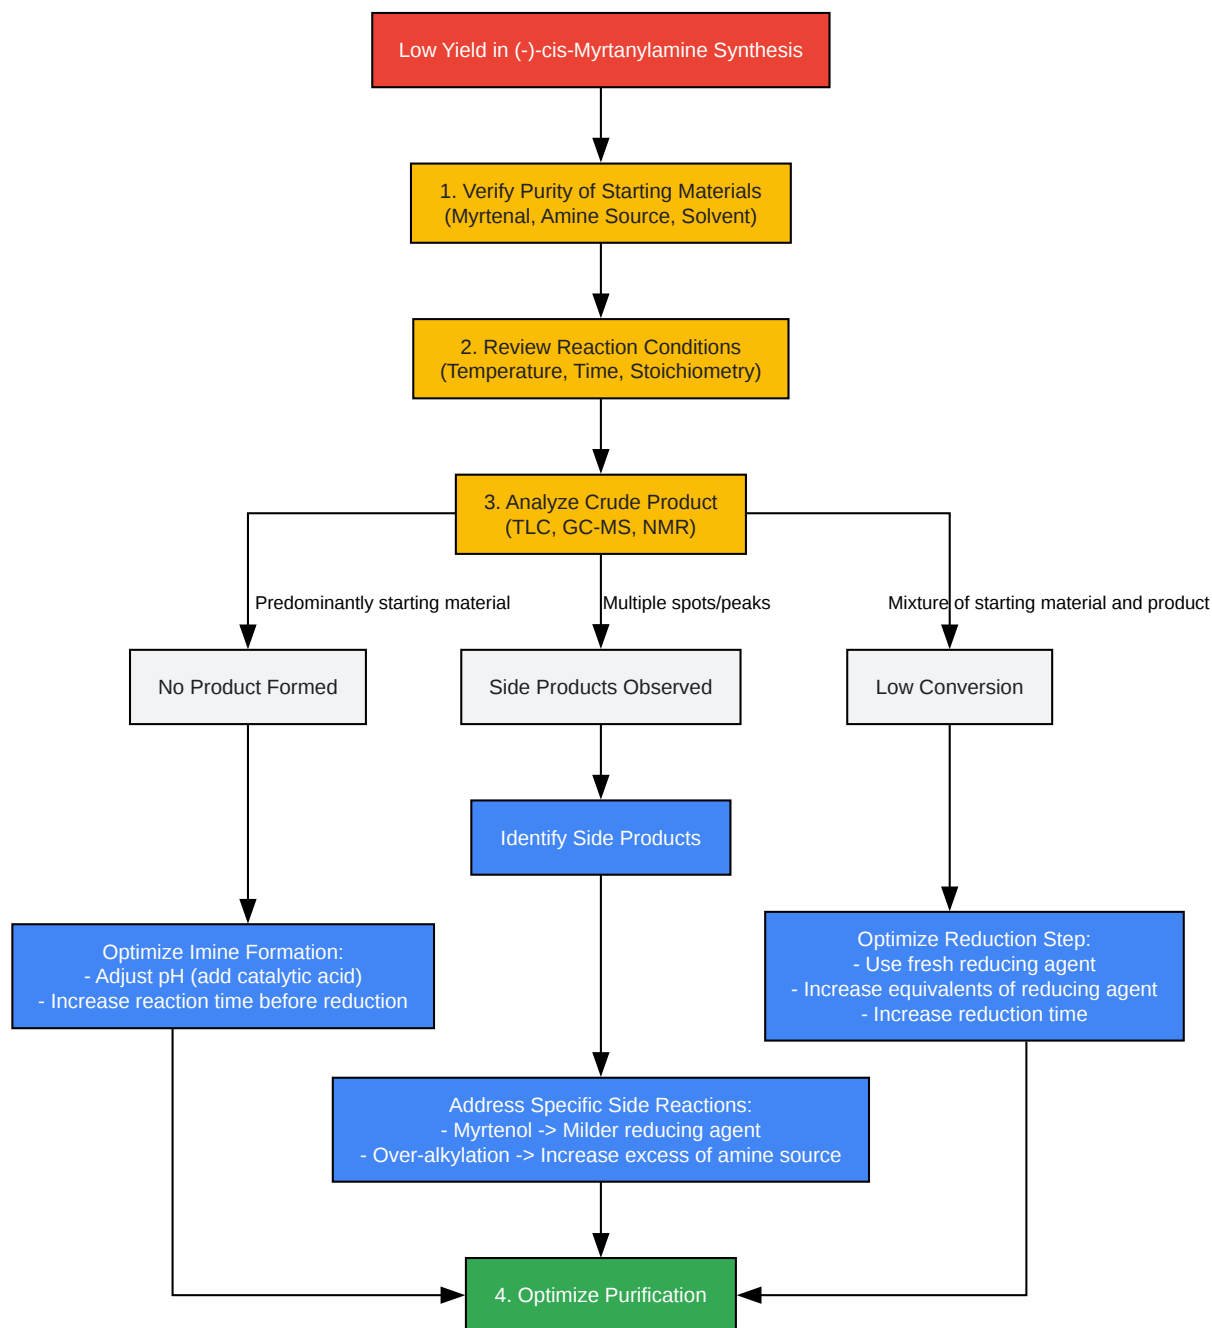 Low Yield in (-)-cis-Myrtanylamine Synthesis
1. Verify Purity of Starting Materials
(Myrtenal, Amine Source, Solvent)
2. Review Reaction Conditions
(Temperature, Time, Stoichiometry)
3. Analyze Crude Product
(TLC, GC-MS, NMR)
Predominantly starting material
Multiple spots/peaks
Mixture of starting material and product
No Product Formed
Side Products Observed
Low Conversion
Identify Side Products
Optimize Imine Formation:
- Adjust pH (add catalytic acid)
- Increase reaction time before reduction
Optimize Reduction Step:
- Use fresh reducing agent
- Increase equivalents of reducing agent
- Increase reduction time
Address Specific Side Reactions:
- Myrtenol -> Milder reducing agent
- Over-alkylation -> Increase excess of amine source
4. Optimize Purification